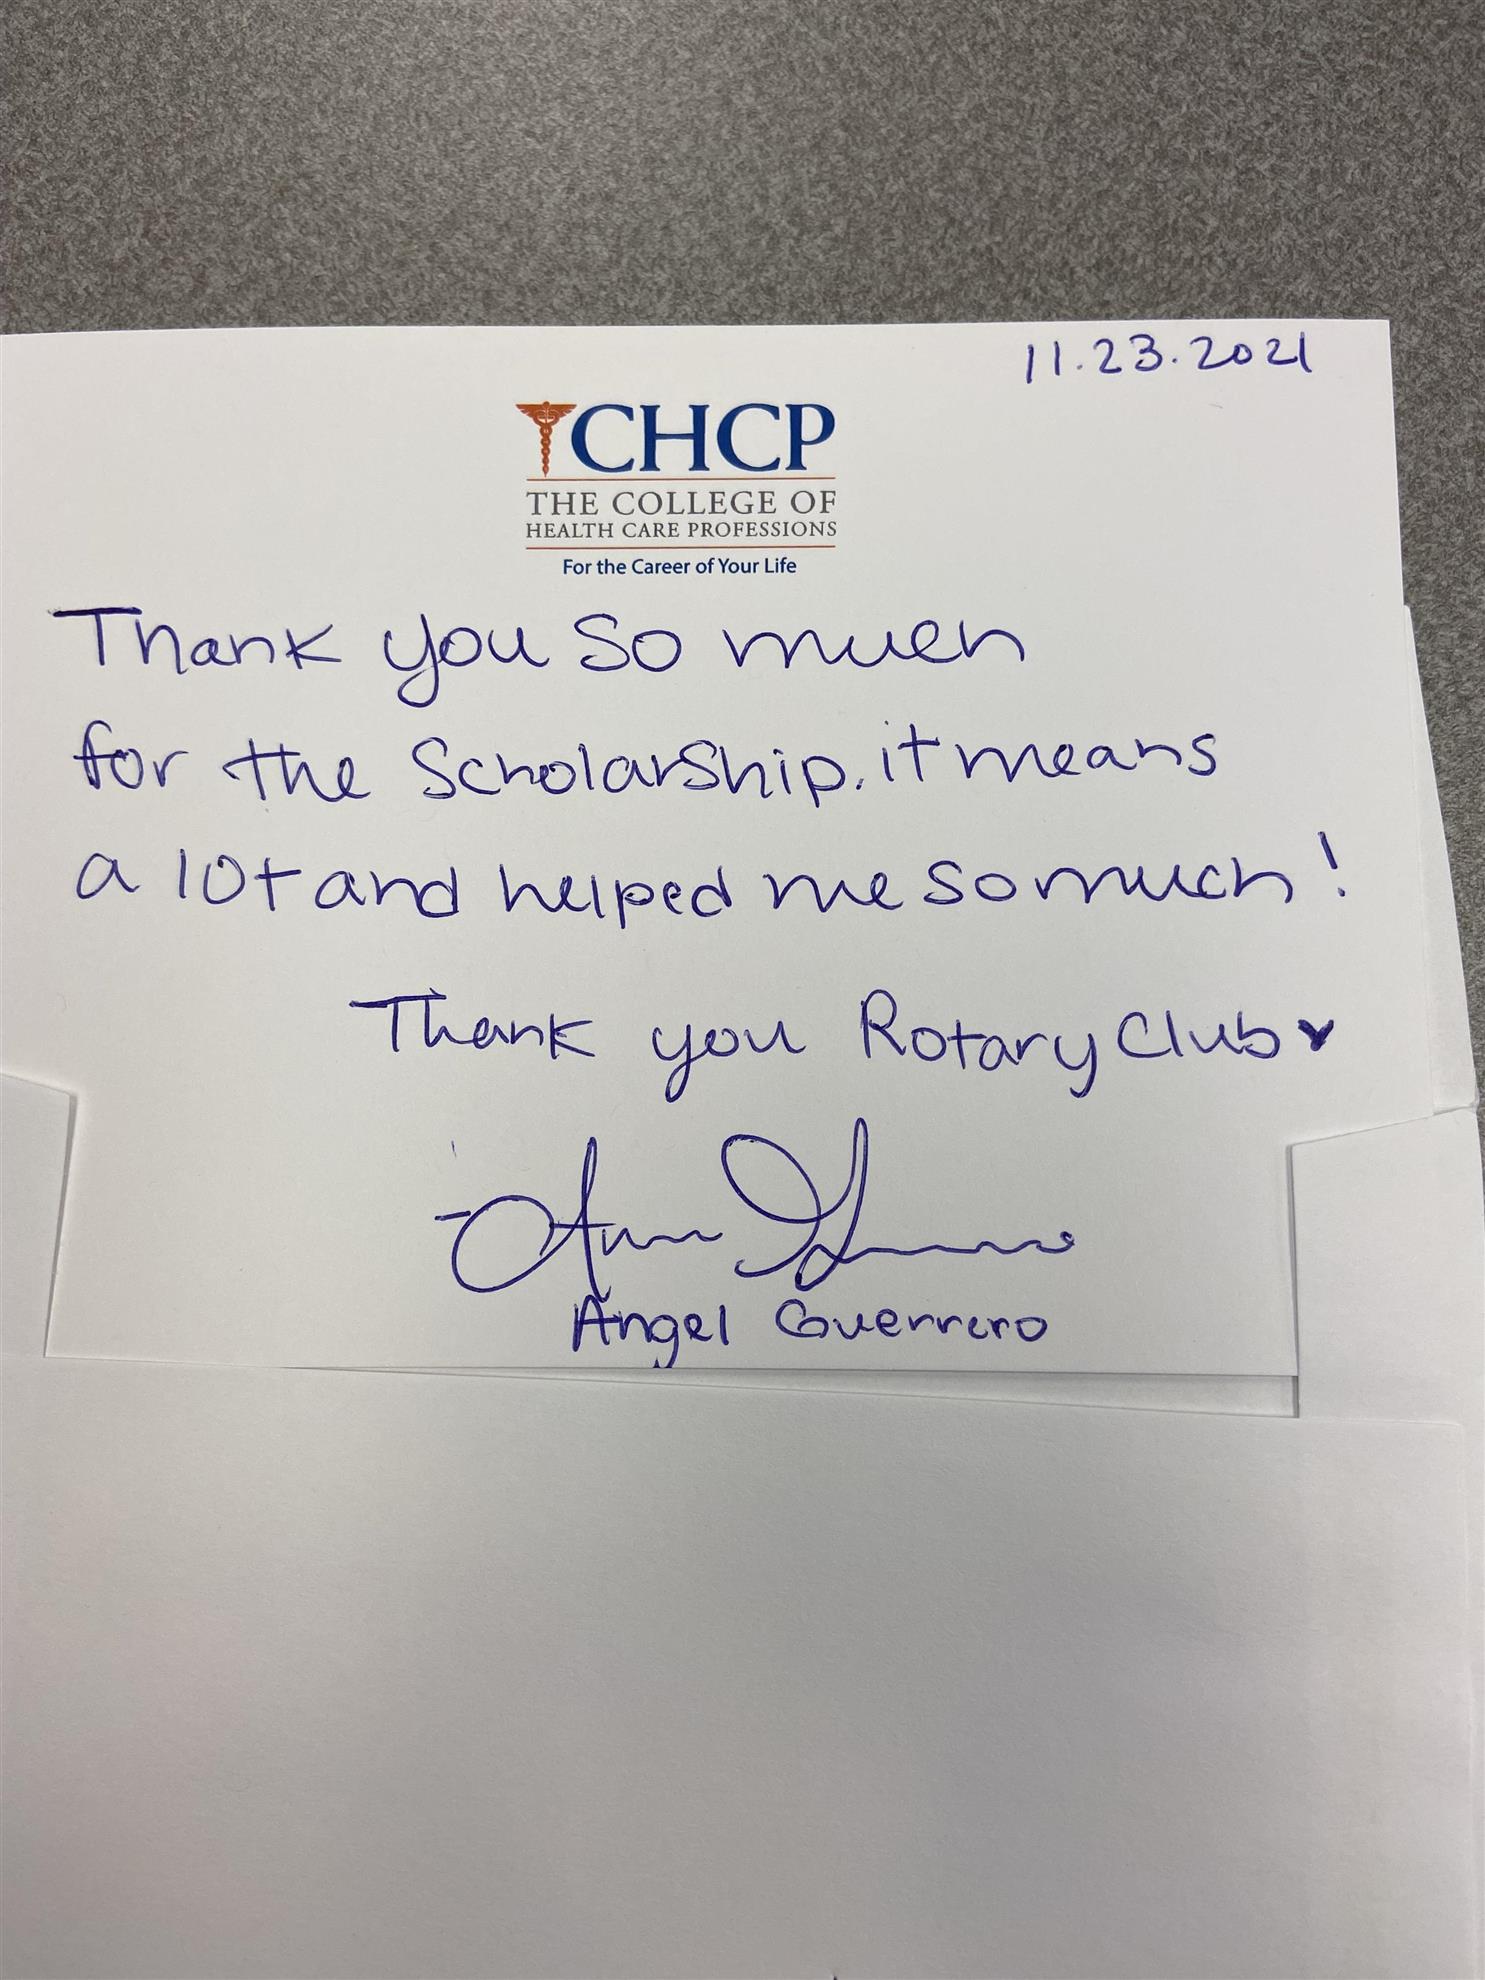 11.23.2021
CHCP
THE COLLEGE OF
HEALTH CARE PROFESSIONS
For the Career of Your Life
Thank you so much
for the Scholarship. it means
a lot and helped me so much!
Thank you Rotary Club ♥
Angel Guerrero